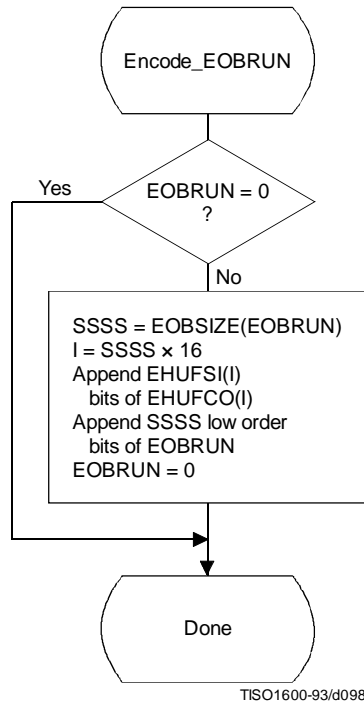 Encode_EOBRUN
Yes
EOBRUN = 0
?
No
SSSS = EOBSIZE(EOBRUN)
I = SSSS × 16
Append EHUFSI(I)
bits of EHUFCO(I)
Append SSSS low order
bits of EOBRUN
EOBRUN = 0
Done
TISO1600-93/d098